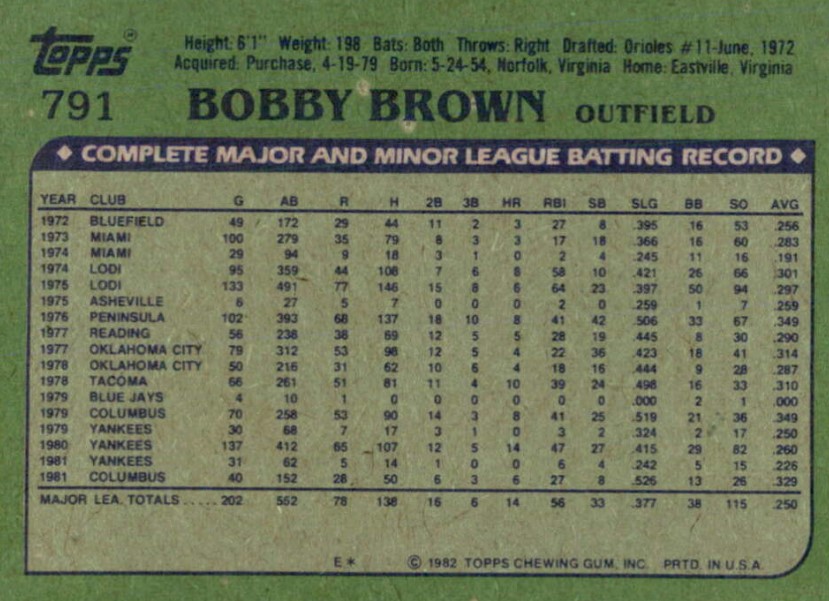 topps®
Height: 6'1" Weight: 198 Bats: Both Throws: Right Drafted: Orioles #11-June, 1972
Acquired: Purchase, 4-19-79 Born: 5-24-54, Norfolk, Virginia Home: Eastville, Virginia
791 BOBBY BROWN OUTFIELD
◆ COMPLETE MAJOR AND MINOR LEAGUE BATTING RECORD ◆
YEAR CLUB G AB R H 2B 3B HR RBI SB SLG BB SO AVG
1972 BLUEFIELD 49 172 29 44 11 2 3 27 8 .395 16 53 .256
1973 MIAMI 100 279 35 79 8 3 3 17 18 .366 16 60 .283
1974 MIAMI 29 94 9 18 3 1 0 2 4 .245 11 16 .191
1974 LODI 95 359 44 108 7 6 8 58 10 .421 26 66 .301
1975 LODI 133 491 77 146 15 8 6 64 23 .397 50 94 .297
1975 ASHEVILLE 6 27 5 7 0 0 0 2 0 .259 1 7 .259
1976 PENINSULA 102 393 68 137 18 10 8 41 42 .506 33 67 .349
1977 READING 56 238 38 69 12 5 5 28 19 .445 8 30 .290
1977 OKLAHOMA CITY 79 312 53 98 12 5 4 22 36 .423 18 41 .314
1978 OKLAHOMA CITY 50 216 31 62 10 6 4 18 16 .444 9 28 .287
1978 TACOMA 66 261 51 81 11 4 10 39 24 .498 16 33 .310
1979 BLUE JAYS 4 10 1 0 0 0 0 0 0 .000 2 1 .000
1979 COLUMBUS 70 258 53 90 14 3 8 41 25 .519 21 36 .349
1979 YANKEES 30 68 7 17 3 1 0 3 2 .324 2 17 .250
1980 YANKEES 137 412 65 107 12 5 14 47 27 .415 29 82 .260
1981 YANKEES 31 62 5 14 1 0 0 6 4 .242 5 15 .226
1981 COLUMBUS 40 152 28 50 6 3 6 27 8 .526 13 26 .329
MAJOR LEA. TOTALS ..... 202 552 78 138 16 6 14 56 33 .377 38 115 .250
E* © 1982 TOPPS CHEWING GUM, INC. PRTD. IN U.S.A.